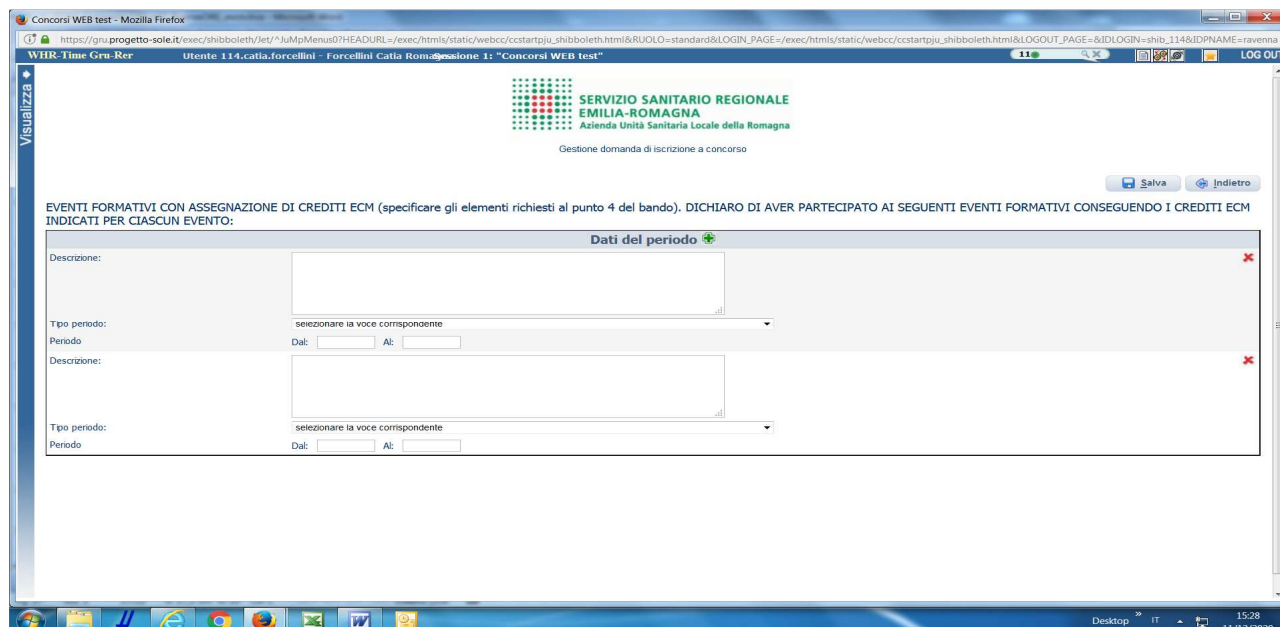 Concorsi WEB test - Mozilla Firefox
https://gru.progetto-sole.it/exec/shibboleth/Jet/^JuMpMenus0?HEADURL=/exec/htmls/static/webcc/ccstartpju_shibboleth.html&RUOLO=standard&LOGIN_PAGE=/exec/htmls/static/webcc/ccstartpju_shibboleth.html&LOGOUT_PAGE=&IDLOGIN=shib_114&IDPNAME=ravenna
WHR-Time Gru-Rer Utente 114.catia.forcellini - Forcellini Catia 1: "Concorsi WEB test" 11 LOG OUT
Visualizza
SERVIZIO SANITARIO REGIONALE
EMILIA-ROMAGNA
Azienda Unità Sanitaria Locale della Romagna
Gestione domanda di iscrizione a concorso
Salva Indietro
EVENTI FORMATIVI CON ASSEGNAZIONE DI CREDITI ECM (specificare gli elementi richiesti al punto 4 del bando). DICHIARO DI AVER PARTECIPATO AI SEGUENTI EVENTI FORMATIVI CONSEGUENDO I CREDITI ECM
INDICATI PER CIASCUN EVENTO:
Dati del periodo
Descrizione:
Tipo periodo: selezionare la voce corrispondente
Periodo Dal: Al:
Descrizione:
Tipo periodo: selezionare la voce corrispondente
Periodo Dal: Al:
Desktop » IT 15:28